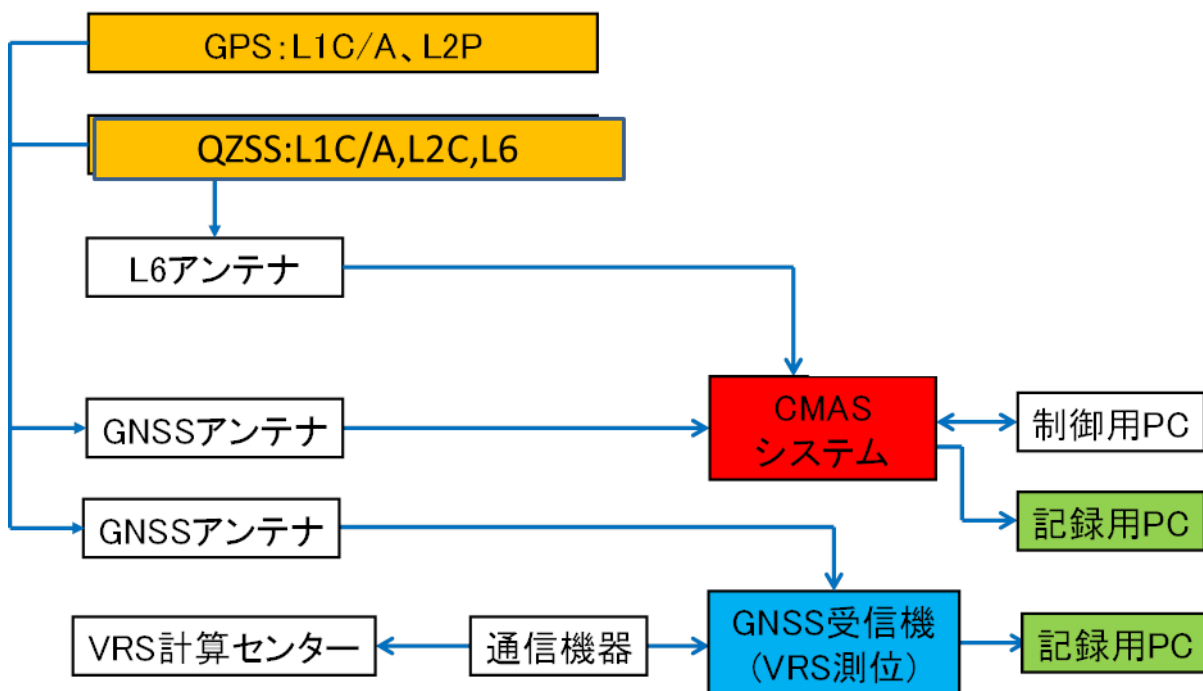 GPS:L1C/A、L2P
QZSS:L1C/A,L2C,L6
L6アンテナ
GNSSアンテナ
CMAS
システム
制御用PC
GNSSアンテナ
記録用PC
VRS計算センター
通信機器
GNSS受信機
(VRS測位)
記録用PC